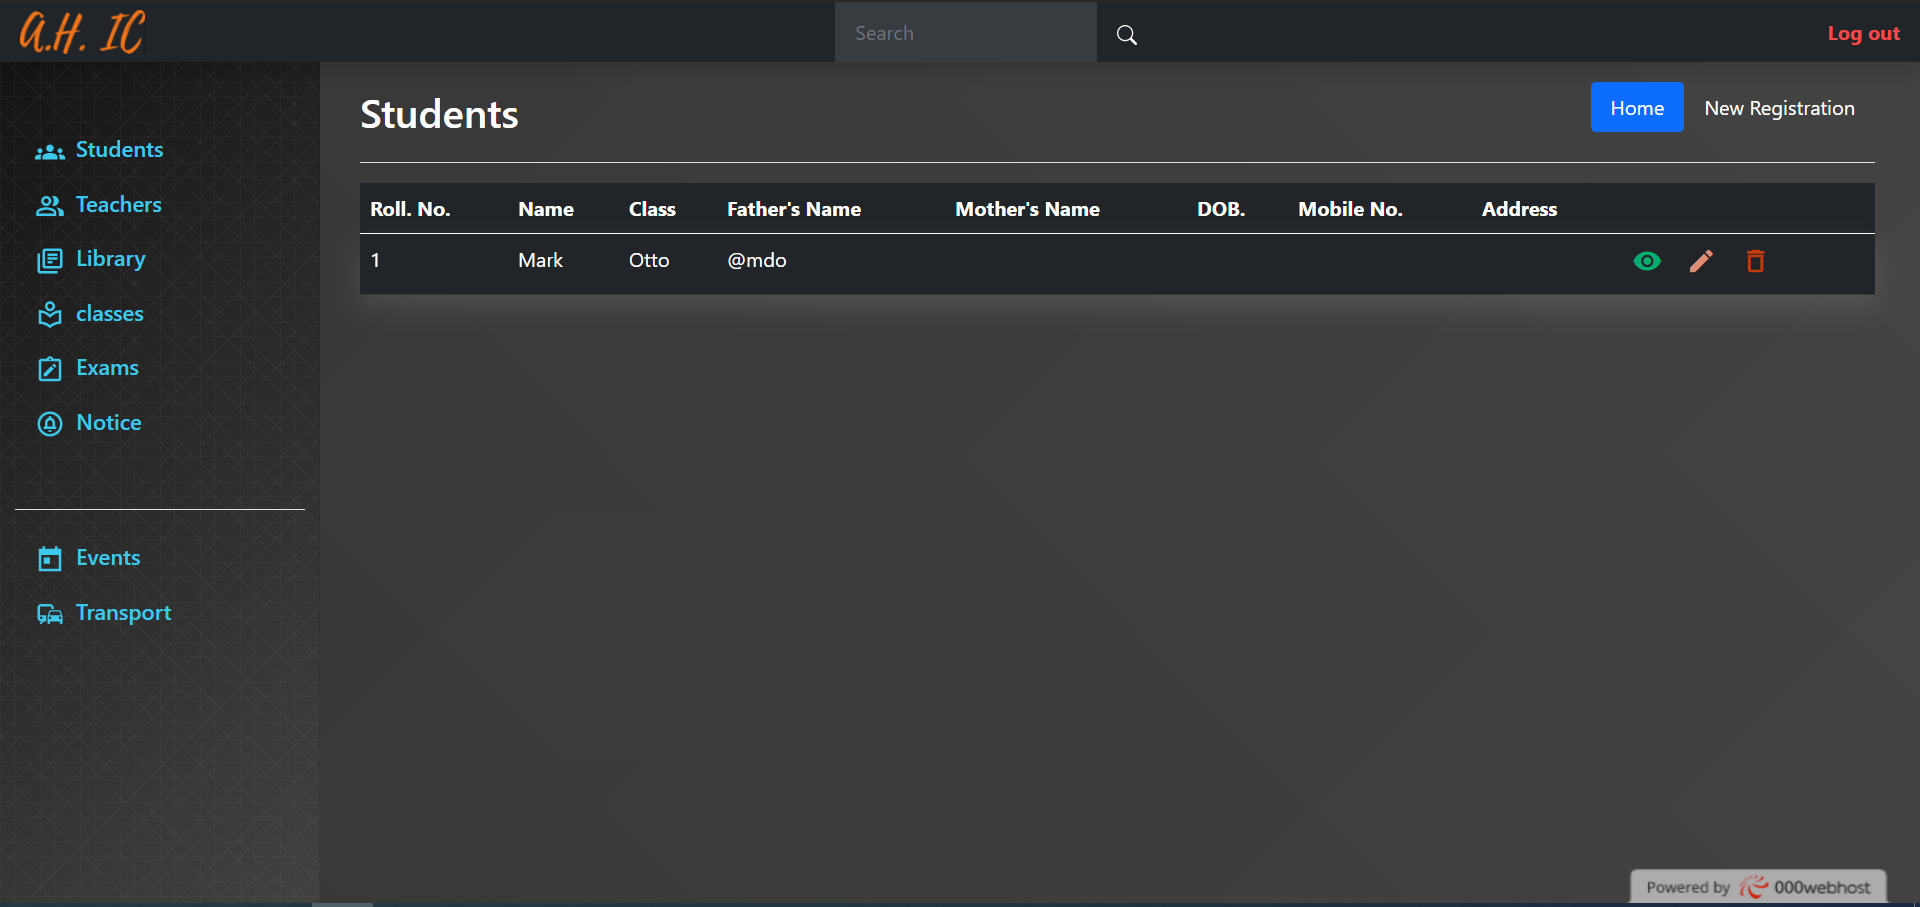 A.H. IC
Search
Log out
Students
Teachers
Library
classes
Exams
Notice
Events
Transport
Students
Home New Registration
Roll. No. Name Class Father's Name Mother's Name DOB. Mobile No. Address
1 Mark Otto @mdo
Powered by 000webhost